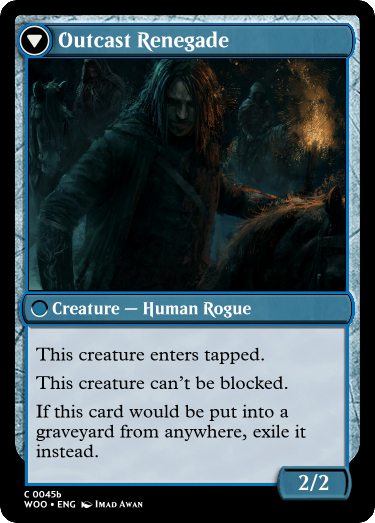 Outcast Renegade
Creature — Human Rogue
This creature enters tapped.
This creature can't be blocked.
If this card would be put into a
graveyard from anywhere, exile it
instead.
2/2
C 0045b
WOO • ENG Imad Awan